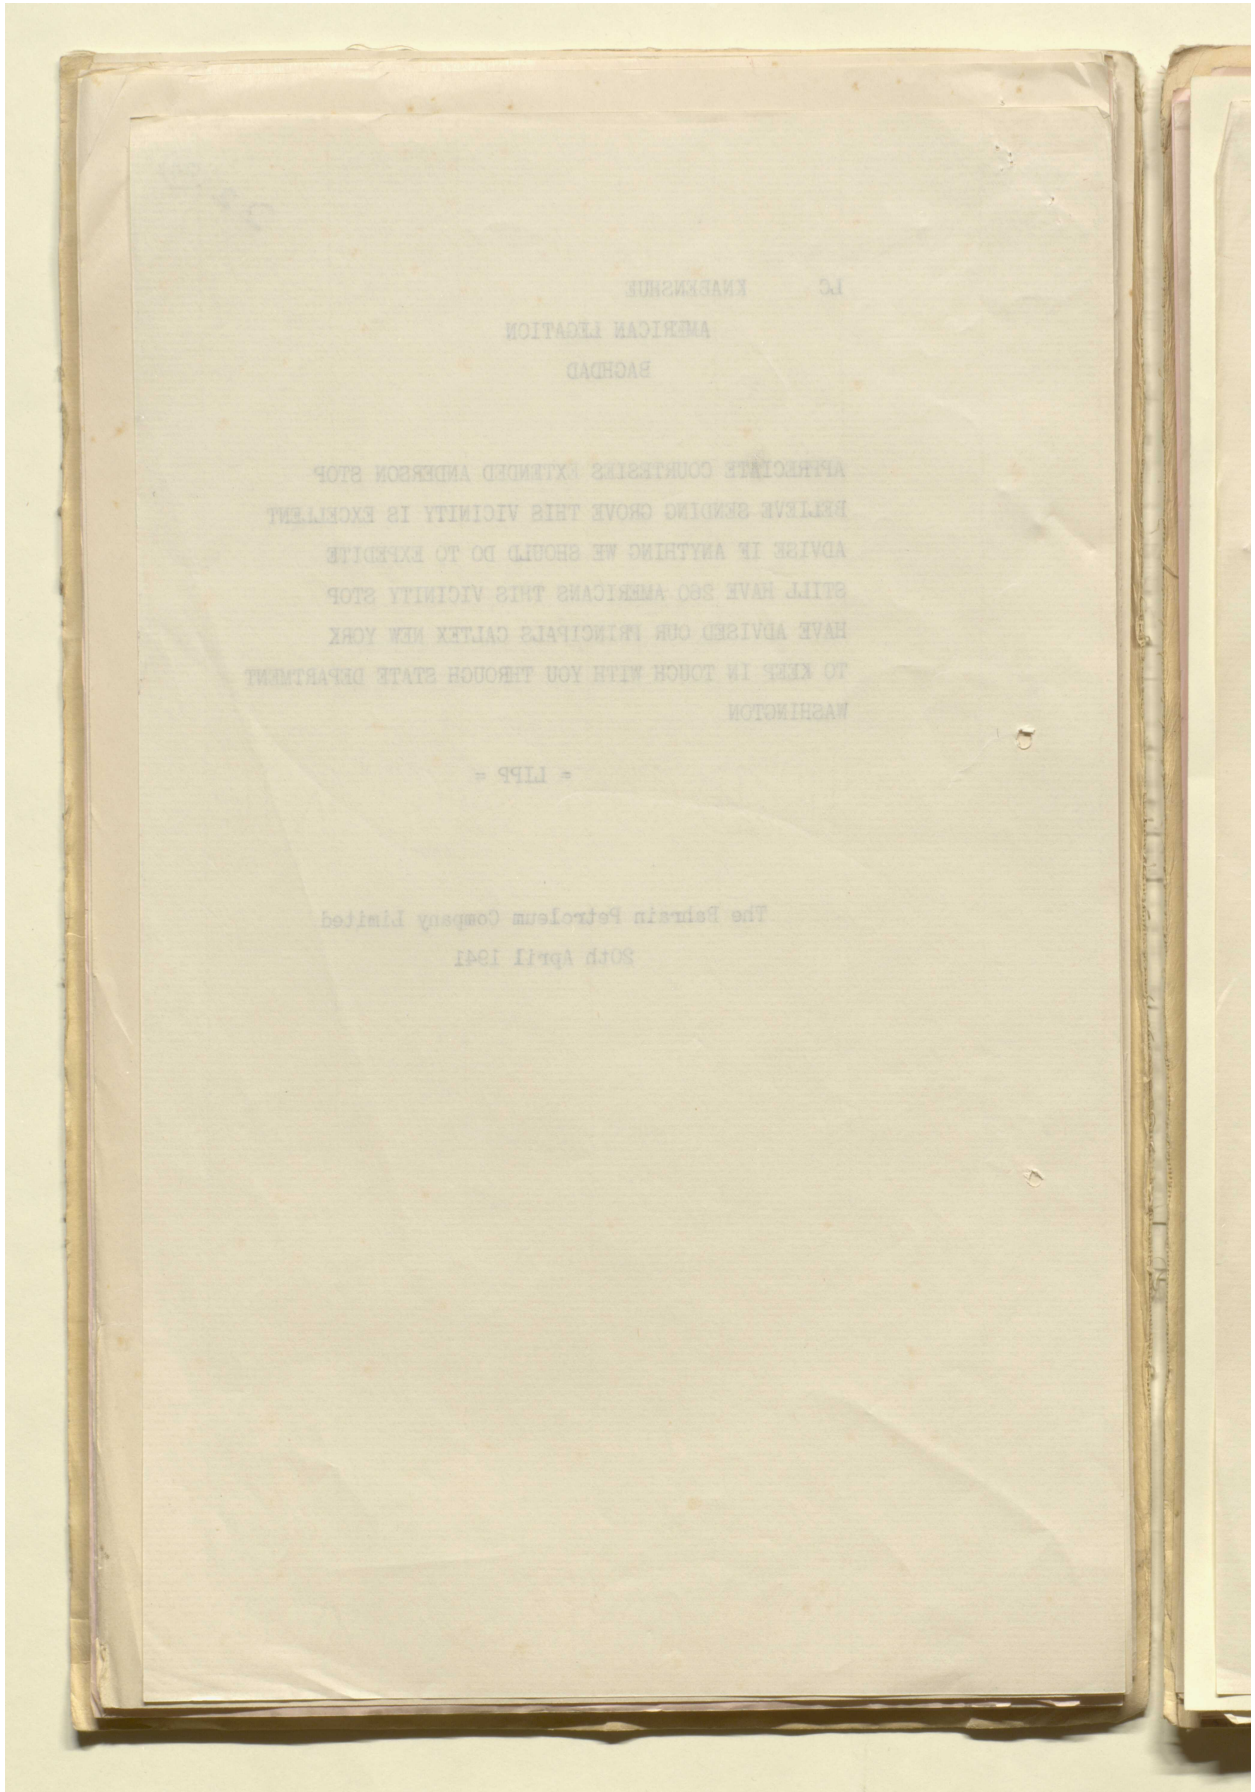 LC KNABENSHUE
AMERICAN LEGATION
BAGHDAD
APPRECIATE COURTESIES EXTENDED ANDERSON STOP
BELIEVE SENDING GROVE THIS VICINITY IS EXCELLENT
ADVISE IF ANYTHING WE SHOULD DO TO EXPEDITE
STILL HAVE 260 AMERICANS THIS VICINITY STOP
HAVE ADVISED OUR PRINCIPALS CALTEX NEW YORK
TO KEEP IN TOUCH WITH YOU THROUGH STATE DEPARTMENT
WASHINGTON
= LIPP =
The Bahrain Petroleum Company Limited
20th April 1941